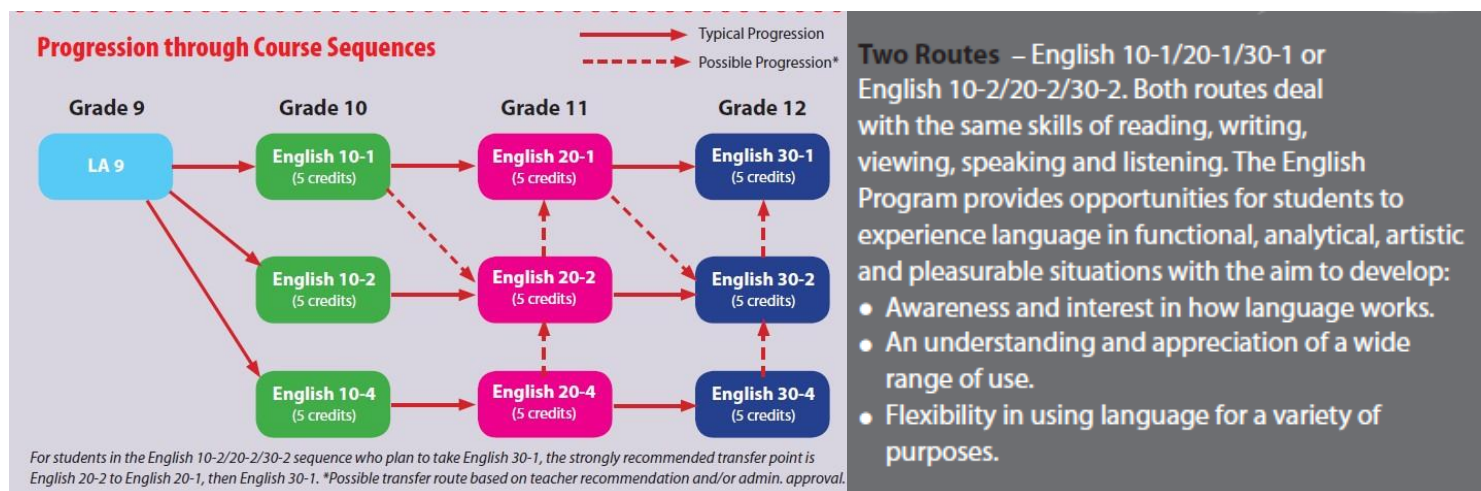 Progression through Course Sequences
Typical Progression
Possible Progression*
Grade 9
Grade 10
Grade 11
Grade 12
LA 9
English 10-1
(5 credits)
English 20-1
(5 credits)
English 30-1
(5 credits)
English 10-2
(5 credits)
English 20-2
(5 credits)
English 30-2
(5 credits)
English 10-4
(5 credits)
English 20-4
(5 credits)
English 30-4
(5 credits)
For students in the English 10-2/20-2/30-2 sequence who plan to take English 30-1, the strongly recommended transfer point is
English 20-2 to English 20-1, then English 30-1. *Possible transfer route based on teacher recommendation and/or admin. approval.
Two Routes – English 10-1/20-1/30-1 or
English 10-2/20-2/30-2. Both routes deal
with the same skills of reading, writing,
viewing, speaking and listening. The English
Program provides opportunities for students to
experience language in functional, analytical, artistic
and pleasurable situations with the aim to develop:
● Awareness and interest in how language works.
● An understanding and appreciation of a wide
range of use.
● Flexibility in using language for a variety of
purposes.